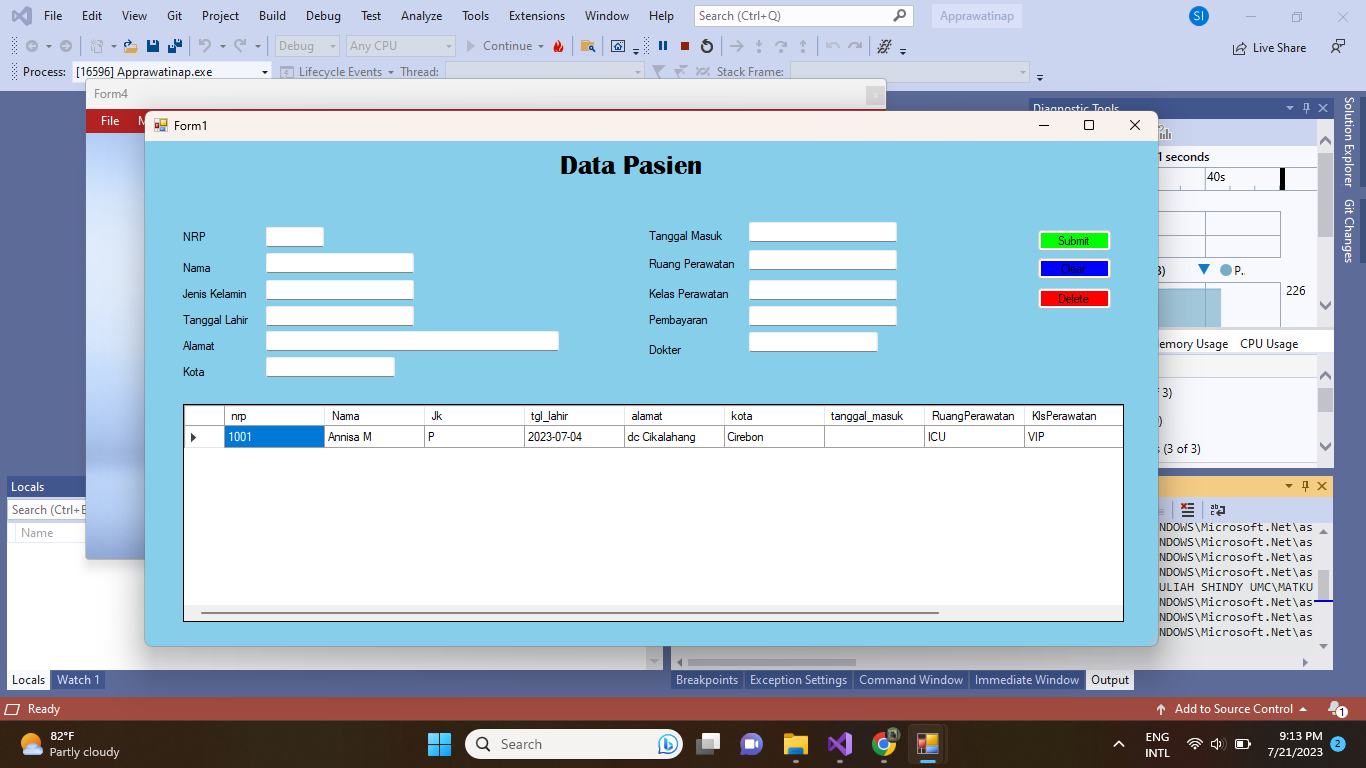 File Edit View Git Project Build Debug Test Analyze Tools Extensions Window Help Search (Ctrl+Q) Apprawatinap SI
Debug Any CPU Continue Live Share
Process: [16596] Apprawatinap.exe Lifecycle Events Thread: Stack Frame:
Form4
File
Diagnostic Tools
Solution Explorer
Git Changes
Form1
Data Pasien
1 seconds
40s
NRP
Nama
Jenis Kelamin
Tanggal Lahir
Alamat
Kota
Tanggal Masuk
Ruang Perawatan
Kelas Perawatan
Pembayaran
Dokter
Submit
Clear
Delete
3) P..
226
emory Usage CPU Usage
of 3)
s (3 of 3)
nrp Nama Jk tgl_lahir alamat kota tanggal_masuk RuangPerawatan KlsPerawatan
1001 Annisa M P 2023-07-04 dc Cikalahang Cirebon ICU VIP
Locals
Search (Ctrl+E
Name
NDOWS\Microsoft.Net\as
NDOWS\Microsoft.Net\as
NDOWS\Microsoft.Net\as
NDOWS\Microsoft.Net\as
ULIAH SHINDY UMC\MATKU
NDOWS\Microsoft.Net\as
NDOWS\Microsoft.Net\as
NDOWS\Microsoft.Net\as
Locals Watch 1
Breakpoints Exception Settings Command Window Immediate Window Output
Ready
Add to Source Control 1
82°F
Partly cloudy
Search
ENG
INTL
9:13 PM
7/21/2023
2